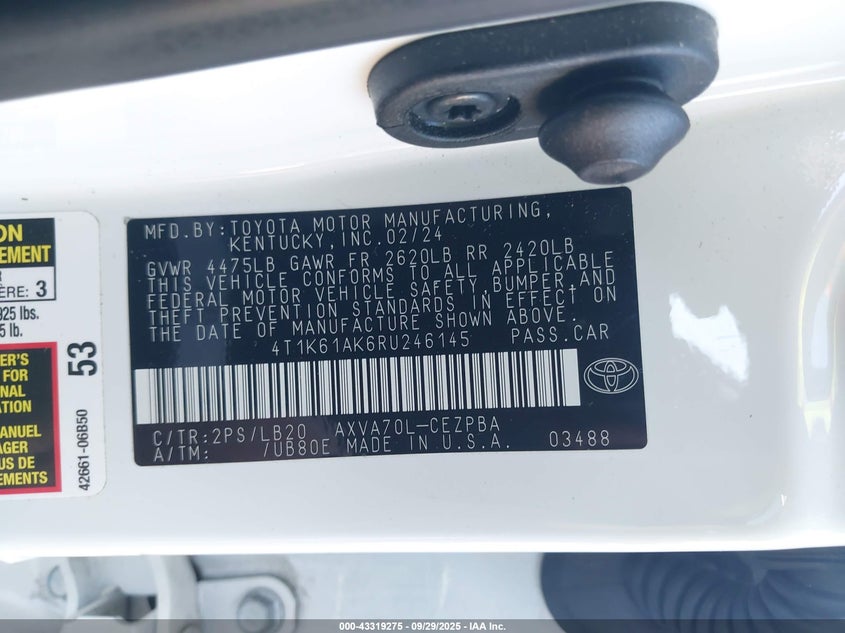 MFD.BY:TOYOTA MOTOR MANUFACTURING,
KENTUCKY,INC.02/24
GVWR 4475LB GAWR FR 2620LB RR 2420LB
THIS VEHICLE CONFORMS TO ALL APPLICABLE
FEDERAL MOTOR VEHICLE SAFETY,BUMPER,AND
THEFT PREVENTION STANDARDS IN EFFECT ON
THE DATE OF MANUFACTURE SHOWN ABOVE.
4T1K61AK6RU246145 PASS.CAR
C/TR:2PS/LB20 AXVA70L-CEZPBA
A/TM: /UB80E MADE IN U.S.A. 03488
ON
EMENT
R
ÈRE: 3
925 lbs.
5 lb.
ER'S
FOR
NAL
ATION
ANUEL
AGER
US DE
EMENTS
53
42661-06B50
000-43319275 - 09/29/2025 - IAA Inc.